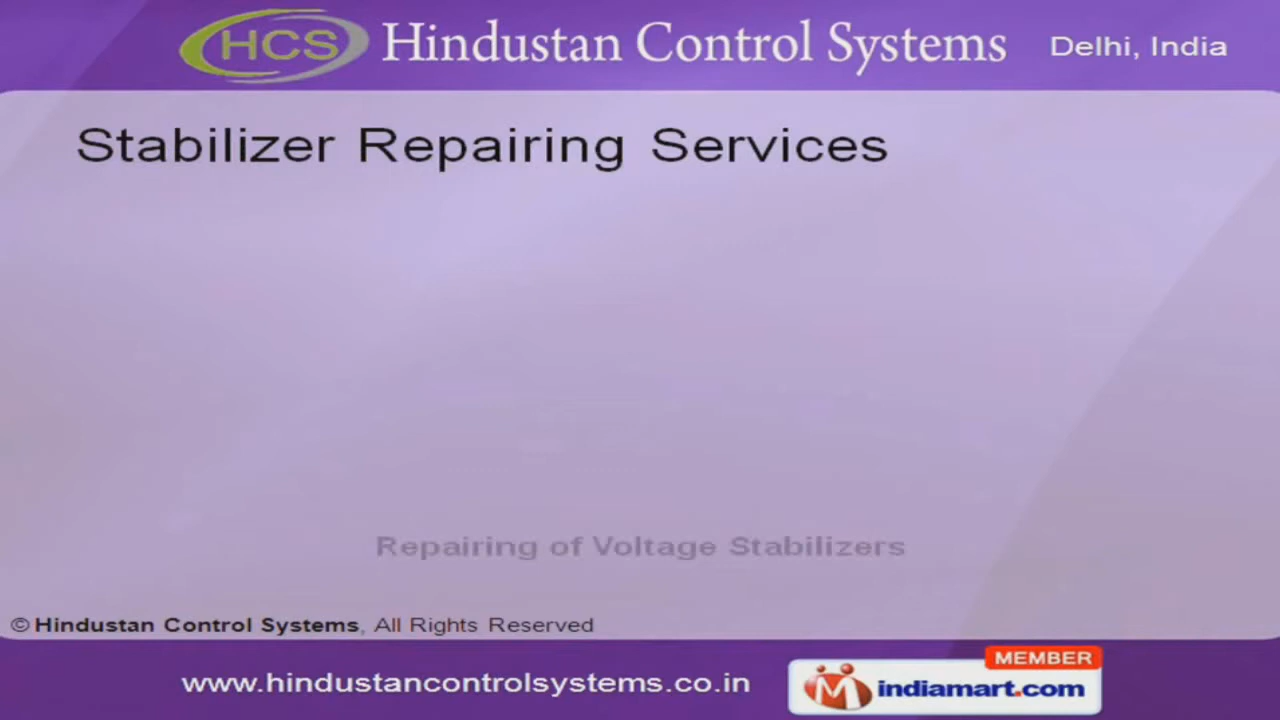 HCS Hindustan Control Systems Delhi, India
Stabilizer Repairing Services
Repairing of Voltage Stabilizers
© Hindustan Control Systems, All Rights Reserved
MEMBER
www.hindustancontrolsystems.co.in indiamart.com